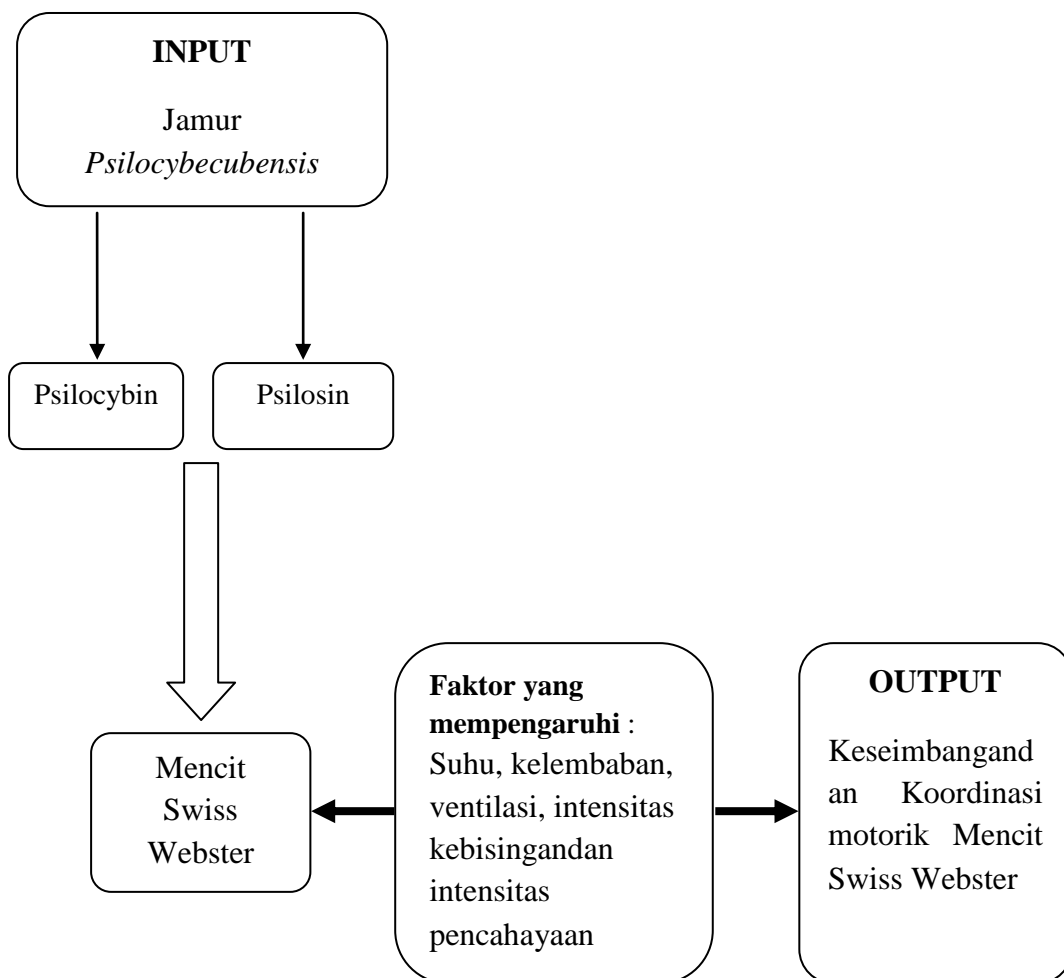 INPUT
Jamur
Psilocybecubensis
Psilocybin
Psilosin
Mencit
Swiss
Webster
Faktor yang
mempengaruhi :
Suhu, kelembaban,
ventilasi, intensitas
kebisingandan
intensitas
pencahayaan
OUTPUT
Keseimbangand
an Koordinasi
motorik Mencit
Swiss Webster